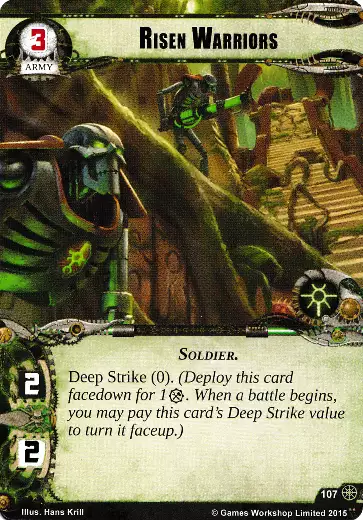 3
RISEN WARRIORS
ARMY
SOLDIER.
2
Deep Strike (0). (Deploy this card
facedown for 1. When a battle begins,
you may pay this card's Deep Strike value
to turn it faceup.)
2
107
Illus. Hans Krill
© Games Workshop Limited 2015